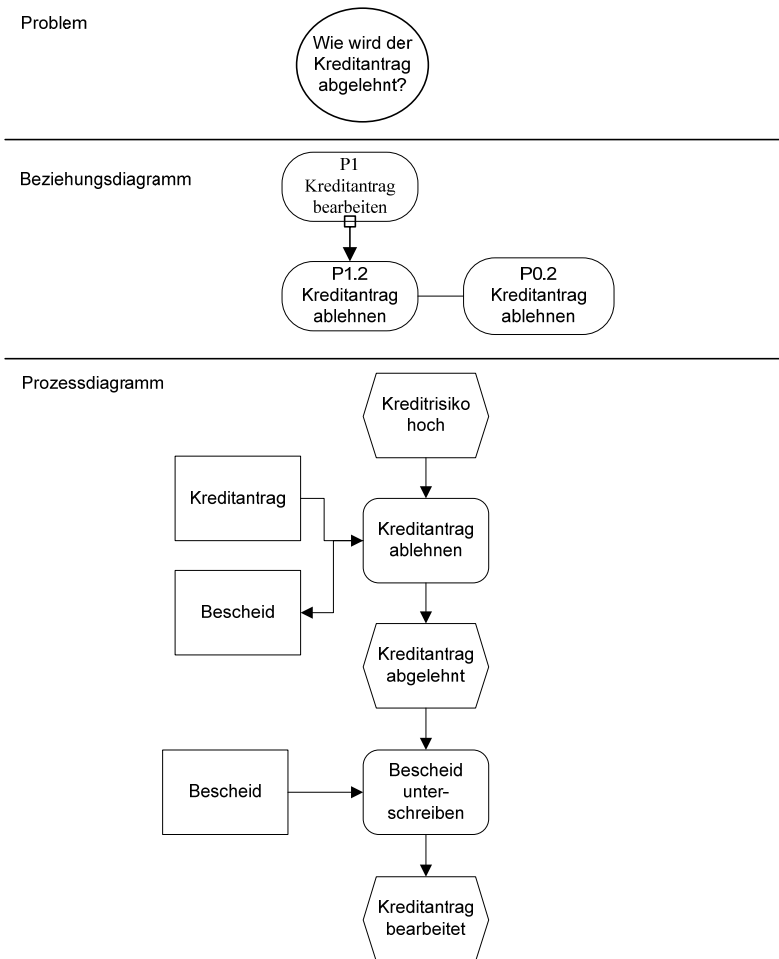 Problem
Wie wird der
Kreditantrag
abgelehnt?
Beziehungsdiagramm
P1
Kreditantrag
bearbeiten
P1.2
Kreditantrag
ablehnen
P0.2
Kreditantrag
ablehnen
Prozessdiagramm
Kreditrisiko
hoch
Kreditantrag
Kreditantrag
ablehnen
Bescheid
Kreditantrag
abgelehnt
Bescheid
Bescheid
unter-
schreiben
Kreditantrag
bearbeitet